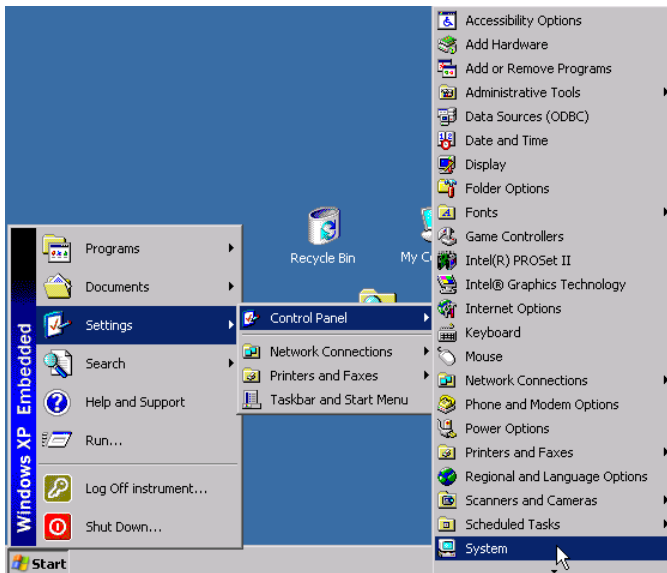 Recycle Bin
My Co
Windows XP Embedded
Programs
Documents
Settings
Search
Help and Support
Run...
Log Off instrument...
Shut Down...
Start
Control Panel
Network Connections
Printers and Faxes
Taskbar and Start Menu
Accessibility Options
Add Hardware
Add or Remove Programs
Administrative Tools
Data Sources (ODBC)
Date and Time
Display
Folder Options
Fonts
Game Controllers
Intel(R) PROSet II
Intel® Graphics Technology
Internet Options
Keyboard
Mouse
Network Connections
Phone and Modem Options
Power Options
Printers and Faxes
Regional and Language Options
Scanners and Cameras
Scheduled Tasks
System